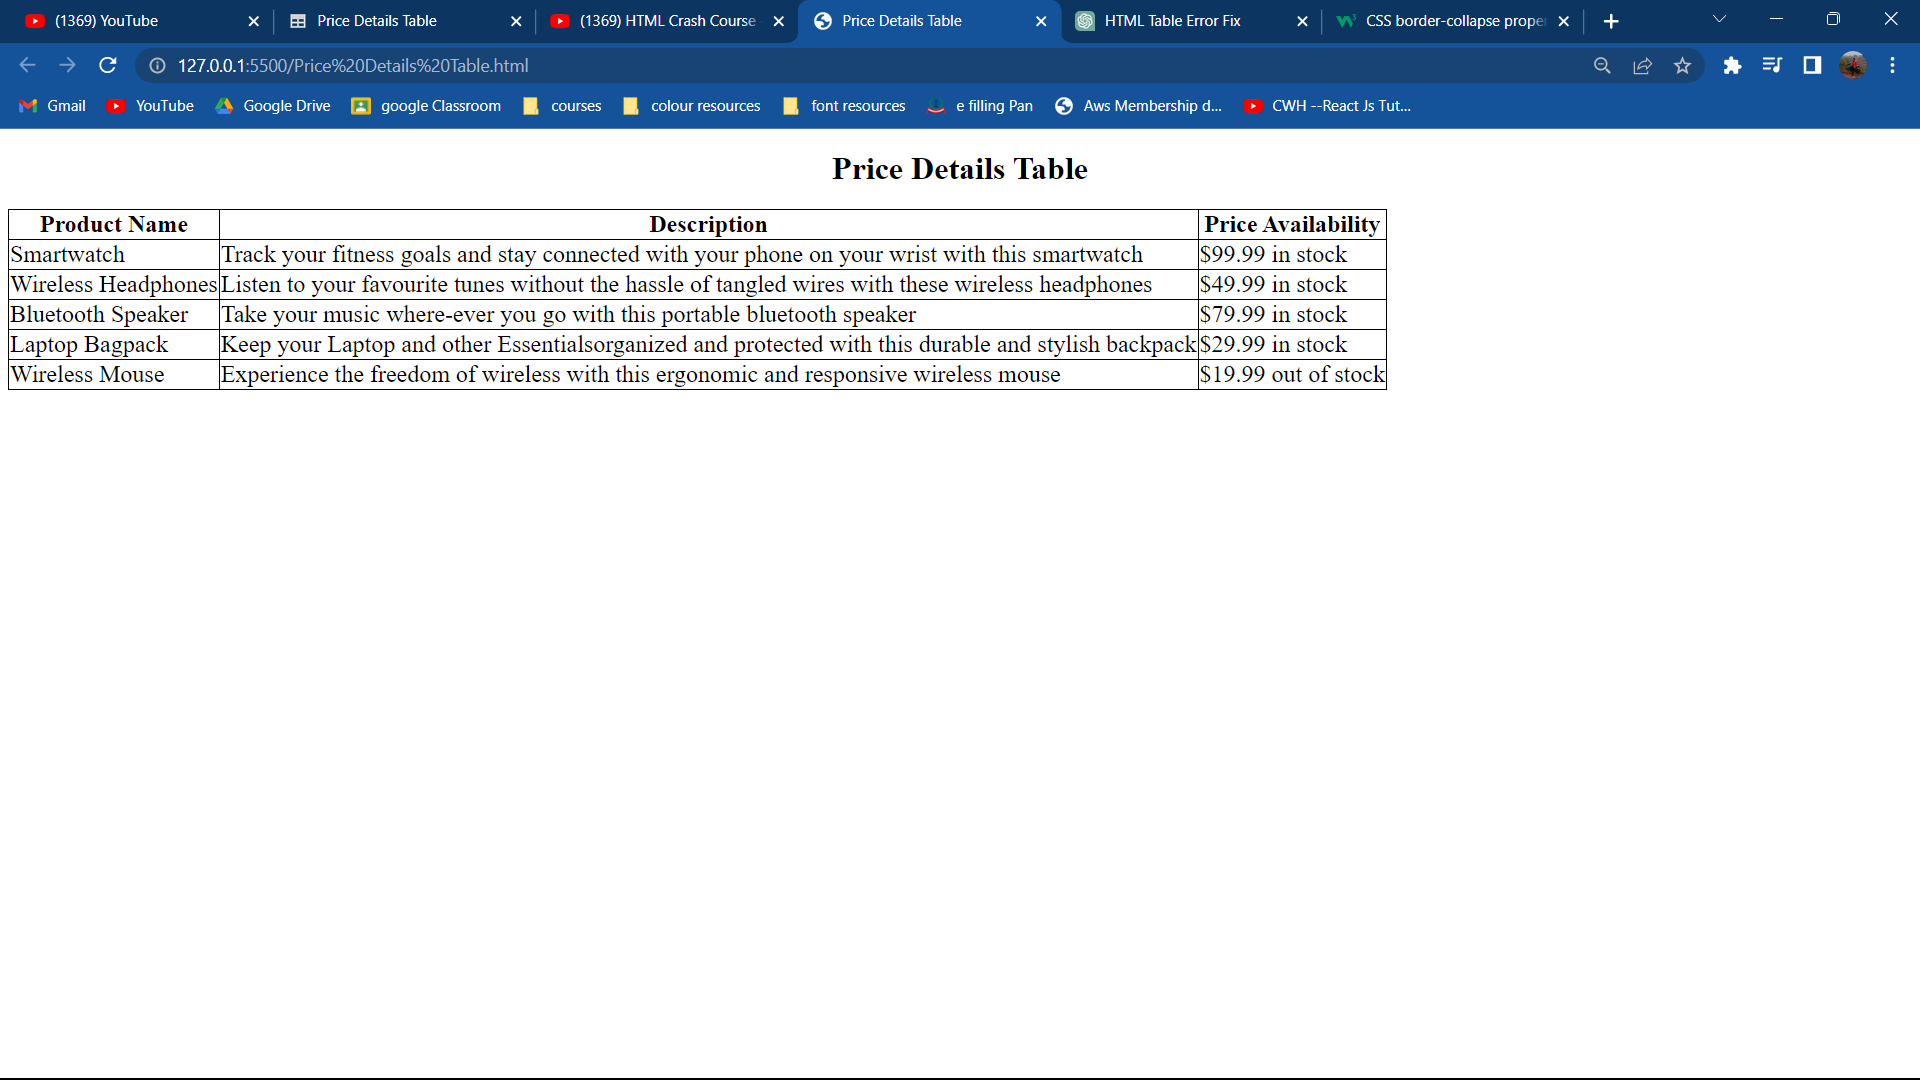 (1369) YouTube Price Details Table (1369) HTML Crash Course Price Details Table HTML Table Error Fix CSS border-collapse prope
127.0.0.1:5500/Price%20Details%20Table.html
Gmail YouTube Google Drive google Classroom courses colour resources font resources e filling Pan Aws Membership d... CWH --React Js Tut...
Price Details Table
Product Name Description Price Availability
Smartwatch Track your fitness goals and stay connected with your phone on your wrist with this smartwatch $99.99 in stock
Wireless Headphones Listen to your favourite tunes without the hassle of tangled wires with these wireless headphones $49.99 in stock
Bluetooth Speaker Take your music where-ever you go with this portable bluetooth speaker $79.99 in stock
Laptop Bagpack Keep your Laptop and other Essentialsorganized and protected with this durable and stylish backpack $29.99 in stock
Wireless Mouse Experience the freedom of wireless with this ergonomic and responsive wireless mouse $19.99 out of stock